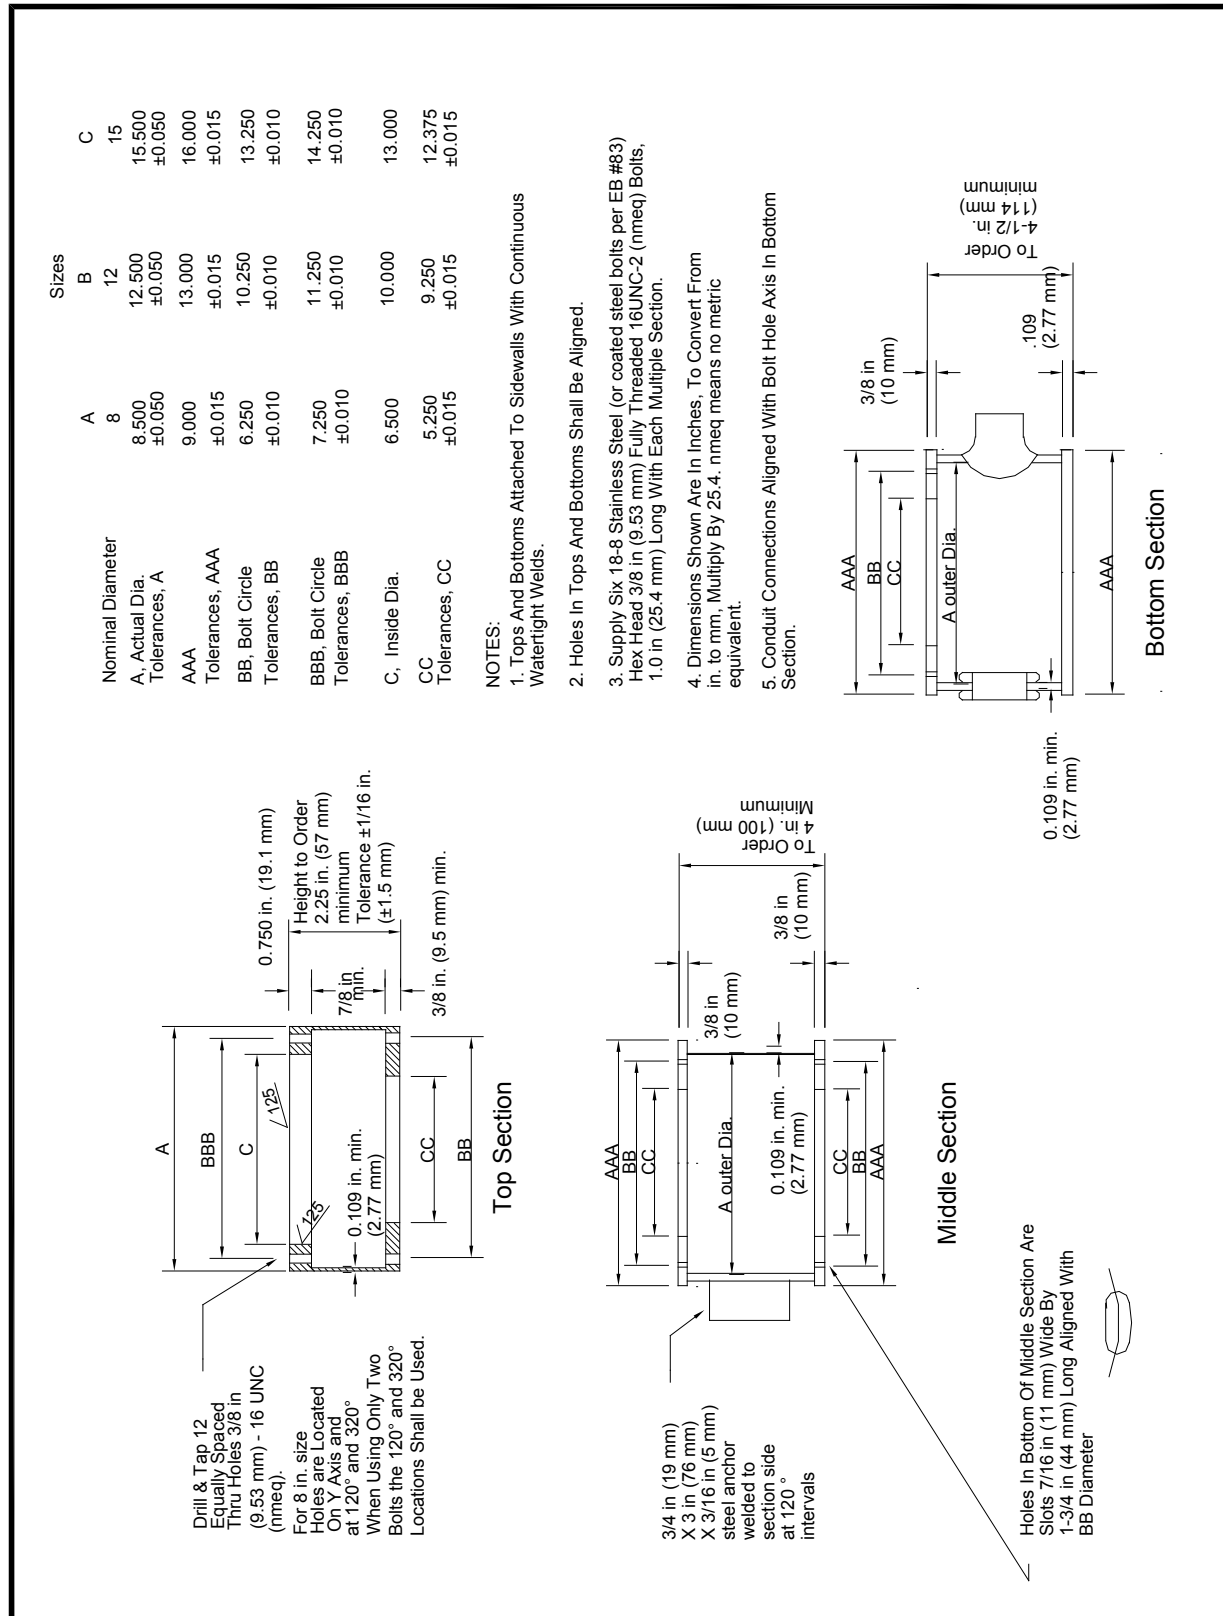 Sizes
A B C
Nominal Diameter 8 12 15
A, Actual Dia. 8.500 12.500 15.500
Tolerances, A ±0.050 ±0.050 ±0.050
AAA 9.000 13.000 16.000
Tolerances, AAA ±0.015 ±0.015 ±0.015
BB, Bolt Circle 6.250 10.250 13.250
Tolerances, BB ±0.010 ±0.010 ±0.010
BBB, Bolt Circle 7.250 11.250 14.250
Tolerances, BBB ±0.010 ±0.010 ±0.010
C, Inside Dia. 6.500 10.000 13.000
CC 5.250 9.250 12.375
Tolerances, CC ±0.015 ±0.015 ±0.015
NOTES:
1. Tops And Bottoms Attached To Sidewalls With Continuous
Watertight Welds.
2. Holes In Tops And Bottoms Shall Be Aligned.
3. Supply Six 18-8 Stainless Steel (or coated steel bolts per EB #83)
Hex Head 3/8 in (9.53 mm) Fully Threaded 16UNC-2 (nmeq) Bolts,
1.0 in (25.4 mm) Long With Each Multiple Section.
4. Dimensions Shown Are In Inches, To Convert From
in. to mm, Multiply By 25.4. nmeq means no metric
equivalent.
5. Conduit Connections Aligned With Bolt Hole Axis In Bottom
Section.
Drill & Tap 12
Equally Spaced
Thru Holes 3/8 in
(9.53 mm) - 16 UNC
(nmeq).
For 8 in. size
Holes are Located
On Y Axis and
at 120° and 320°
When Using Only Two
Bolts the 120° and 320°
Locations Shall be Used.
A
BBB
C
125
125
0.109 in. min.
(2.77 mm)
CC
BB
0.750 in. (19.1 mm)
Height to Order
2.25 in. (57 mm)
minimum
Tolerance ±1/16 in.
(±1.5 mm)
7/8 in
min.
3/8 in. (9.5 mm) min.
Top Section
3/4 in (19 mm)
X 3 in (76 mm)
X 3/16 in (5 mm)
steel anchor
welded to
section side
at 120 °
intervals
AAA
BB
CC
A outer Dia.
0.109 in. min.
(2.77 mm)
CC
BB
AAA
3/8 in
(10 mm)
3/8 in
(10 mm)
To Order
4 in. (100 mm)
Minimum
Middle Section
Holes In Bottom Of Middle Section Are
Slots 7/16 in (11 mm) Wide By
1-3/4 in (44 mm) Long Aligned With
BB Diameter
AAA
BB
CC
A outer Dia.
AAA
0.109 in. min.
(2.77 mm)
3/8 in
(10 mm)
.109
(2.77 mm)
To Order
4-1/2 in.
(114 mm)
minimum
Bottom Section